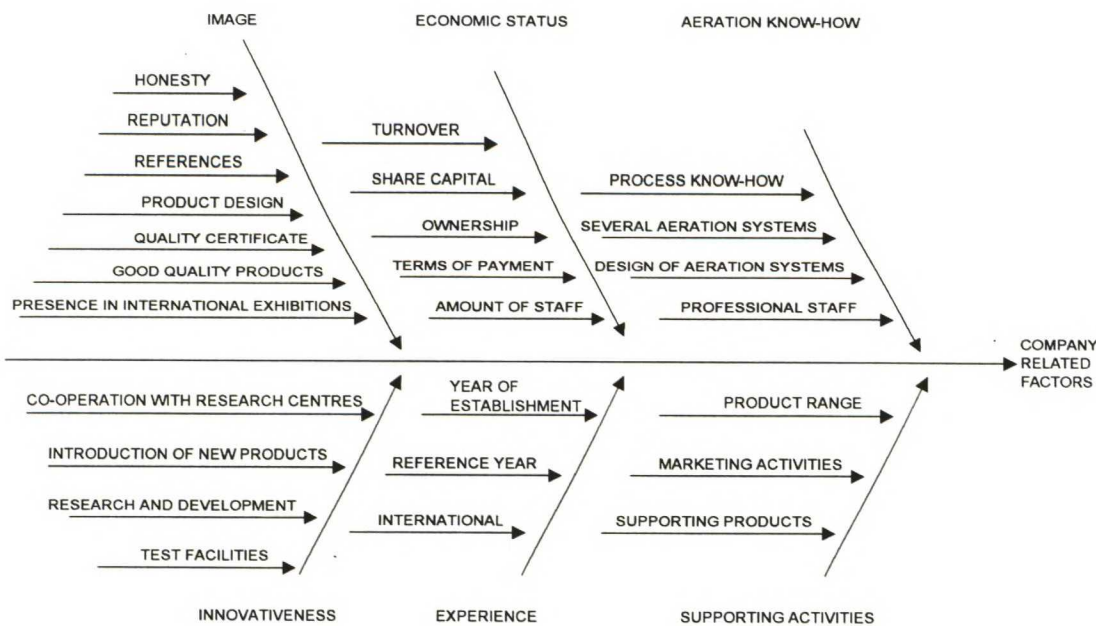 IMAGE
ECONOMIC STATUS
AERATION KNOW-HOW
HONESTY
REPUTATION
REFERENCES
PRODUCT DESIGN
QUALITY CERTIFICATE
GOOD QUALITY PRODUCTS
PRESENCE IN INTERNATIONAL EXHIBITIONS
TURNOVER
SHARE CAPITAL
OWNERSHIP
TERMS OF PAYMENT
AMOUNT OF STAFF
PROCESS KNOW-HOW
SEVERAL AERATION SYSTEMS
DESIGN OF AERATION SYSTEMS
PROFESSIONAL STAFF
COMPANY
RELATED
FACTORS
CO-OPERATION WITH RESEARCH CENTRES
INTRODUCTION OF NEW PRODUCTS
RESEARCH AND DEVELOPMENT
TEST FACILITIES
YEAR OF
ESTABLISHMENT
REFERENCE YEAR
INTERNATIONAL
PRODUCT RANGE
MARKETING ACTIVITIES
SUPPORTING PRODUCTS
INNOVATIVENESS
EXPERIENCE
SUPPORTING ACTIVITIES